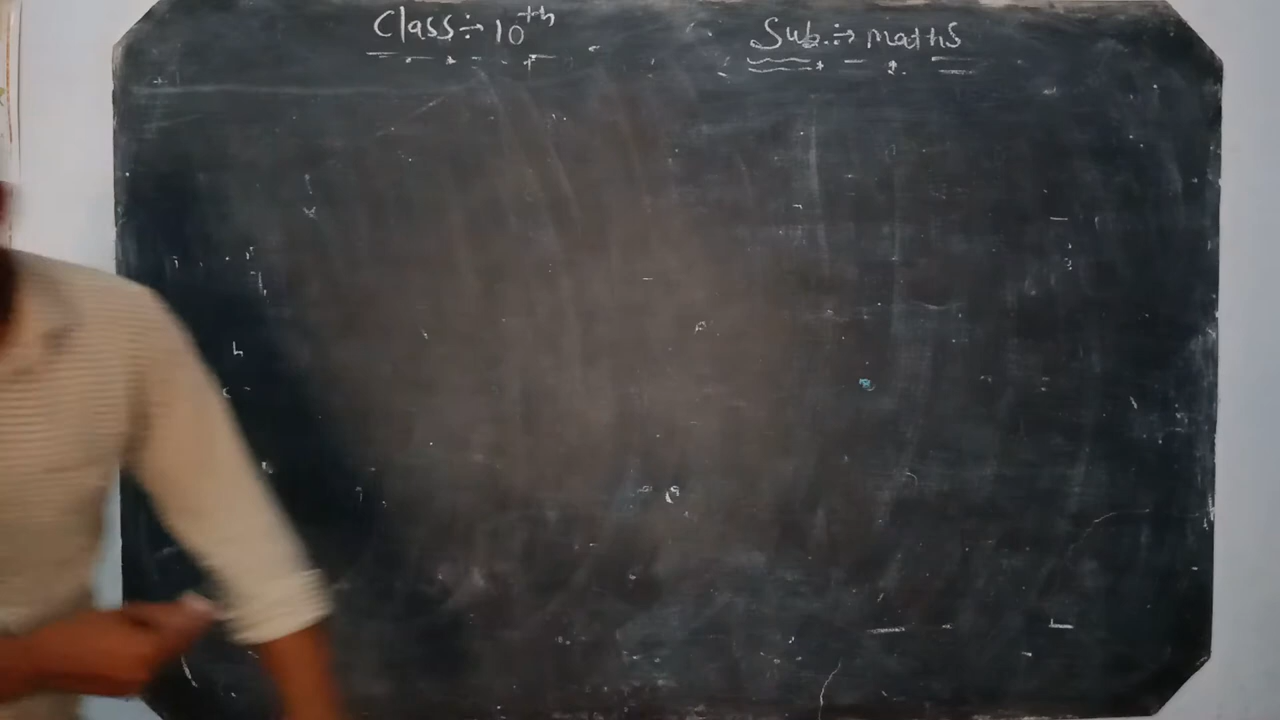 Class :- 10th Sub. :- maths